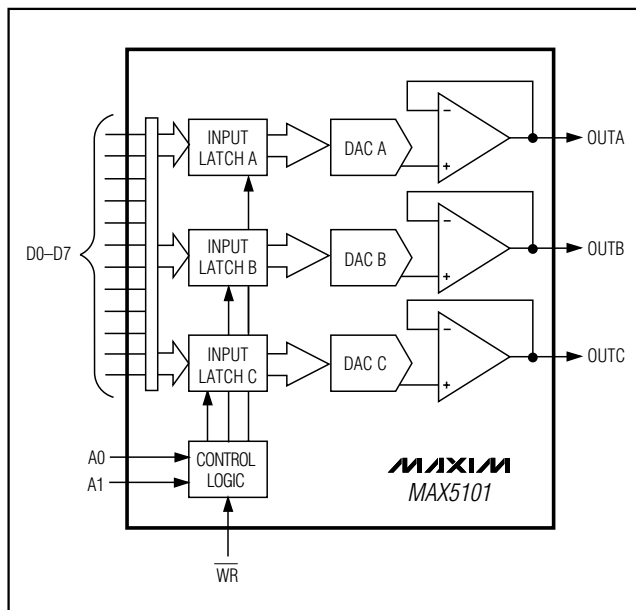 INPUT
LATCH A
DAC A
−
+
OUTA
D0–D7
INPUT
LATCH B
DAC B
−
+
OUTB
INPUT
LATCH C
DAC C
−
+
OUTC
A0
A1
CONTROL
LOGIC
MAXIM
MAX5101
W̅R̅